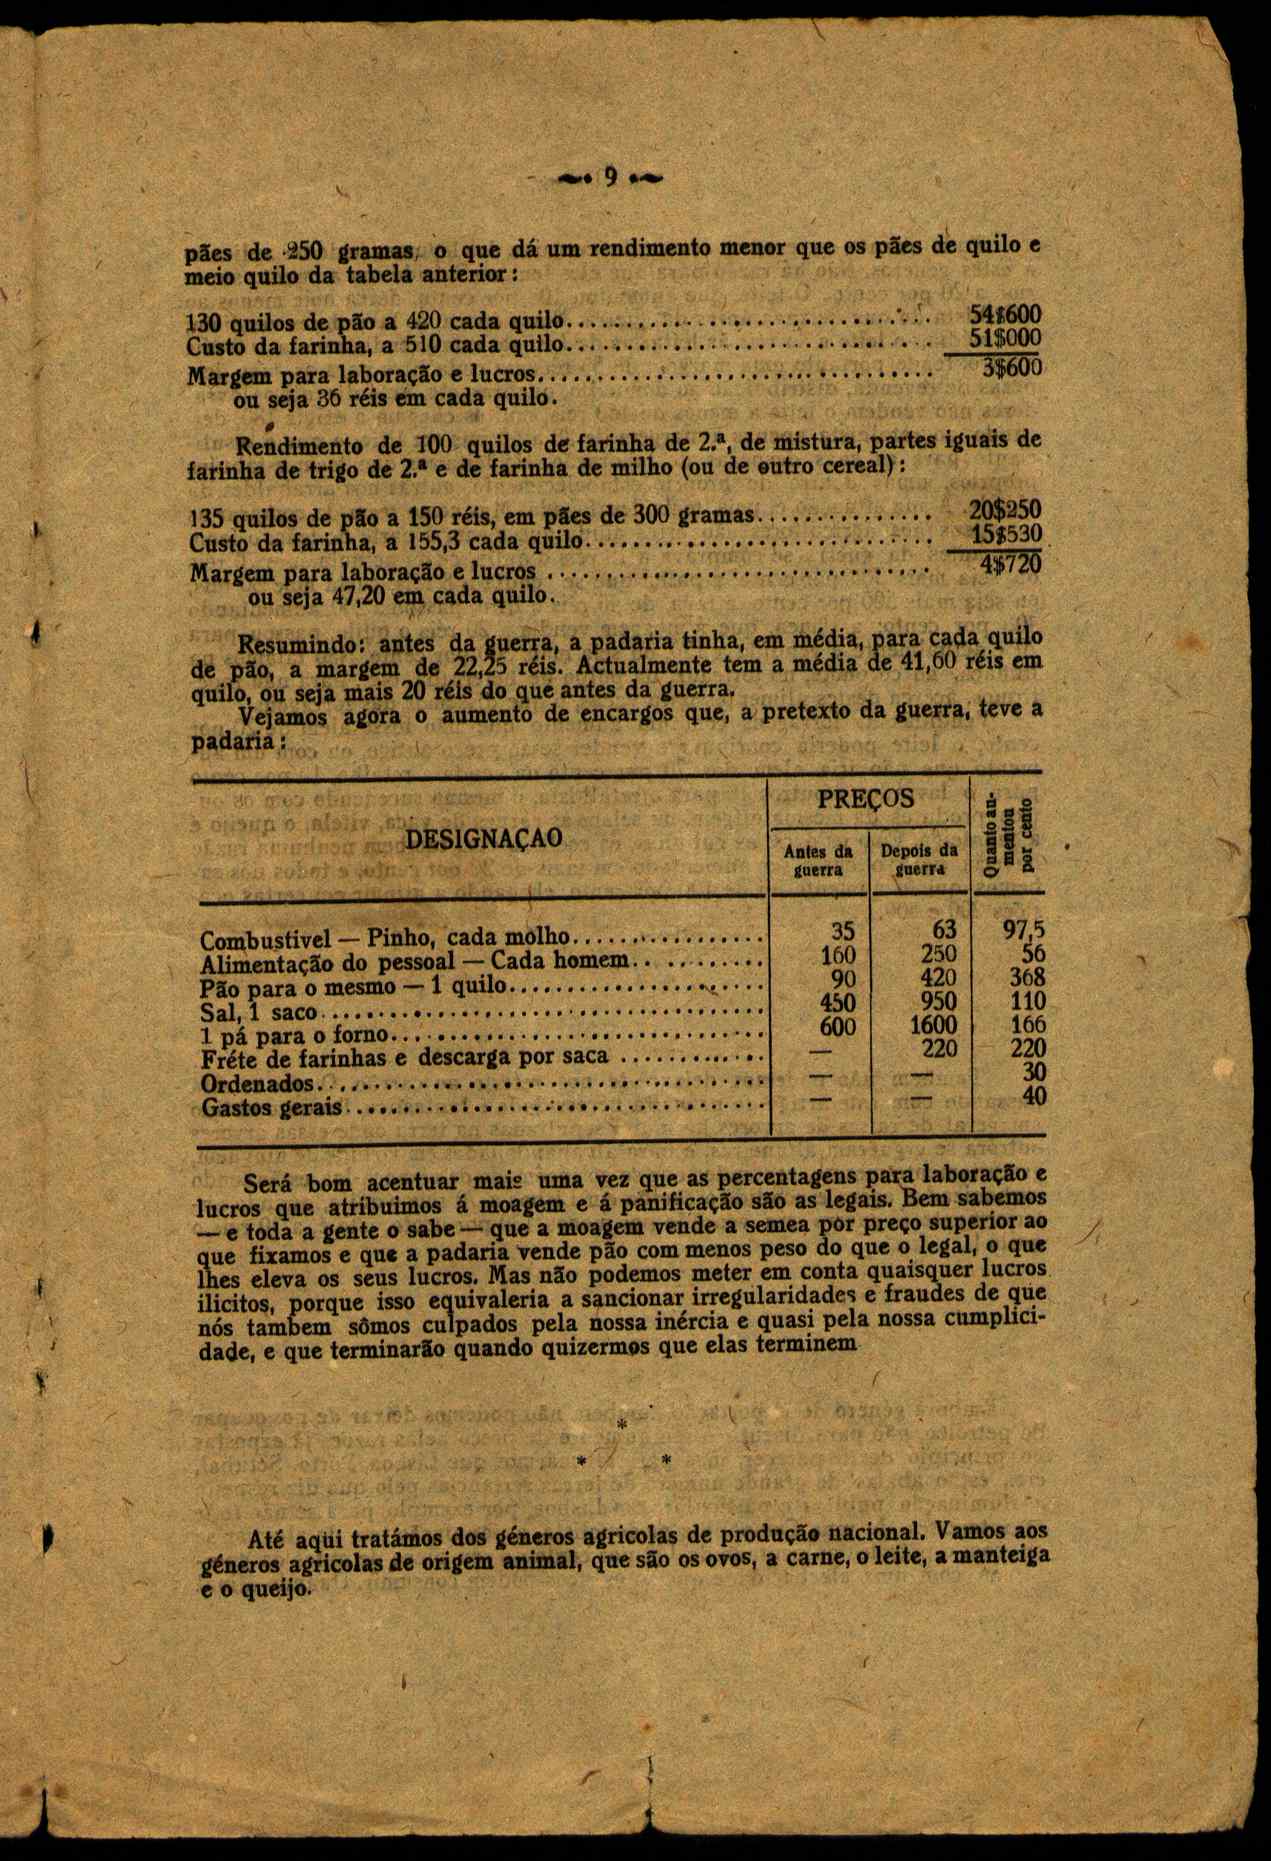 9
pães de 250 gramas, o que dá um rendimento menor que os pães de quilo e
meio quilo da tabela anterior:
130 quilos de pão a 420 cada quilo........ 54$600
Custo da farinha, a 510 cada quilo........ 51$000
Margem para laboração e lucros........ 3$600
ou seja 36 réis em cada quilo.
Rendimento de 100 quilos de farinha de 2.ª, de mistura, partes iguais de
farinha de trigo de 2.ª e de farinha de milho (ou de outro cereal):
135 quilos de pão a 150 réis, em pães de 300 gramas........ 20$250
Custo da farinha, a 155,3 cada quilo........ 15$530
Margem para laboração e lucros........ 4$720
ou seja 47,20 em cada quilo.
Resumindo: antes da guerra, a padaria tinha, em média, para cada quilo
de pão, a margem de 22,25 réis. Actualmente tem a média de 41,60 réis em
quilo, ou seja mais 20 réis do que antes da guerra.
Vejamos agora o aumento de encargos que, a pretexto da guerra, teve a
padaria:
DESIGNAÇAO
PREÇOS
Antes da
guerra
Depois da
guerra
Quanto au-
mentou
por cento
Combustivel — Pinho, cada molho........ 35 63 97,5
Alimentação do pessoal — Cada homem........ 160 250 56
Pão para o mesmo — 1 quilo........ 90 420 368
Sal, 1 saco........ 450 950 110
1 pá para o forno........ 600 1600 166
Fréte de farinhas e descarga por saca........ — 220 220
Ordenados........ — — 30
Gastos gerais........ — — 40
Será bom acentuar mais uma vez que as percentagens para laboração e
lucros que atribuimos á moagem e á panificação são as legais. Bem sabemos
— e toda a gente o sabe — que a moagem vende a semea por preço superior ao
que fixamos e que a padaria vende pão com menos peso do que o legal, o que
lhes eleva os seus lucros. Mas não podemos meter em conta quaisquer lucros
ilicitos, porque isso equivaleria a sancionar irregularidades e fraudes de que
nós tambem sômos culpados pela nossa inércia e quasi pela nossa cumplici-
dade, e que terminarão quando quizermos que elas terminem
*
* *
Até aqui tratámos dos géneros agricolas de produção nacional. Vamos aos
géneros agricolas de origem animal, que são os ovos, a carne, o leite, a manteiga
e o queijo.